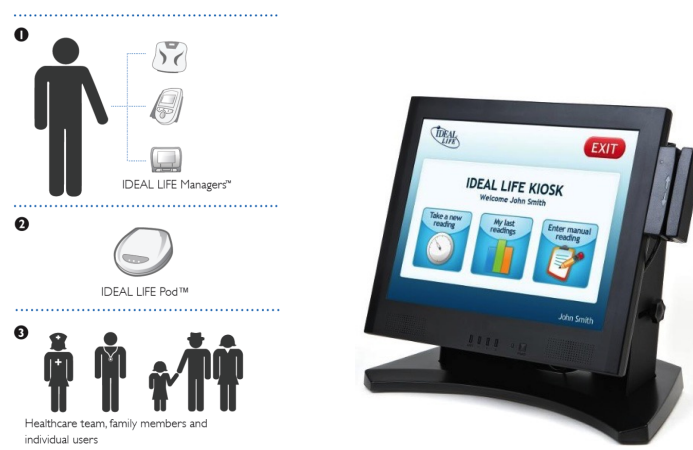 1
IDEAL LIFE Managers™
2
IDEAL LIFE Pod™
3
Healthcare team, family members and
individual users
IDEAL
LIFE
EXIT
IDEAL LIFE KIOSK
Welcome John Smith
Take a new
reading
My last
readings
Enter manual
reading
John Smith